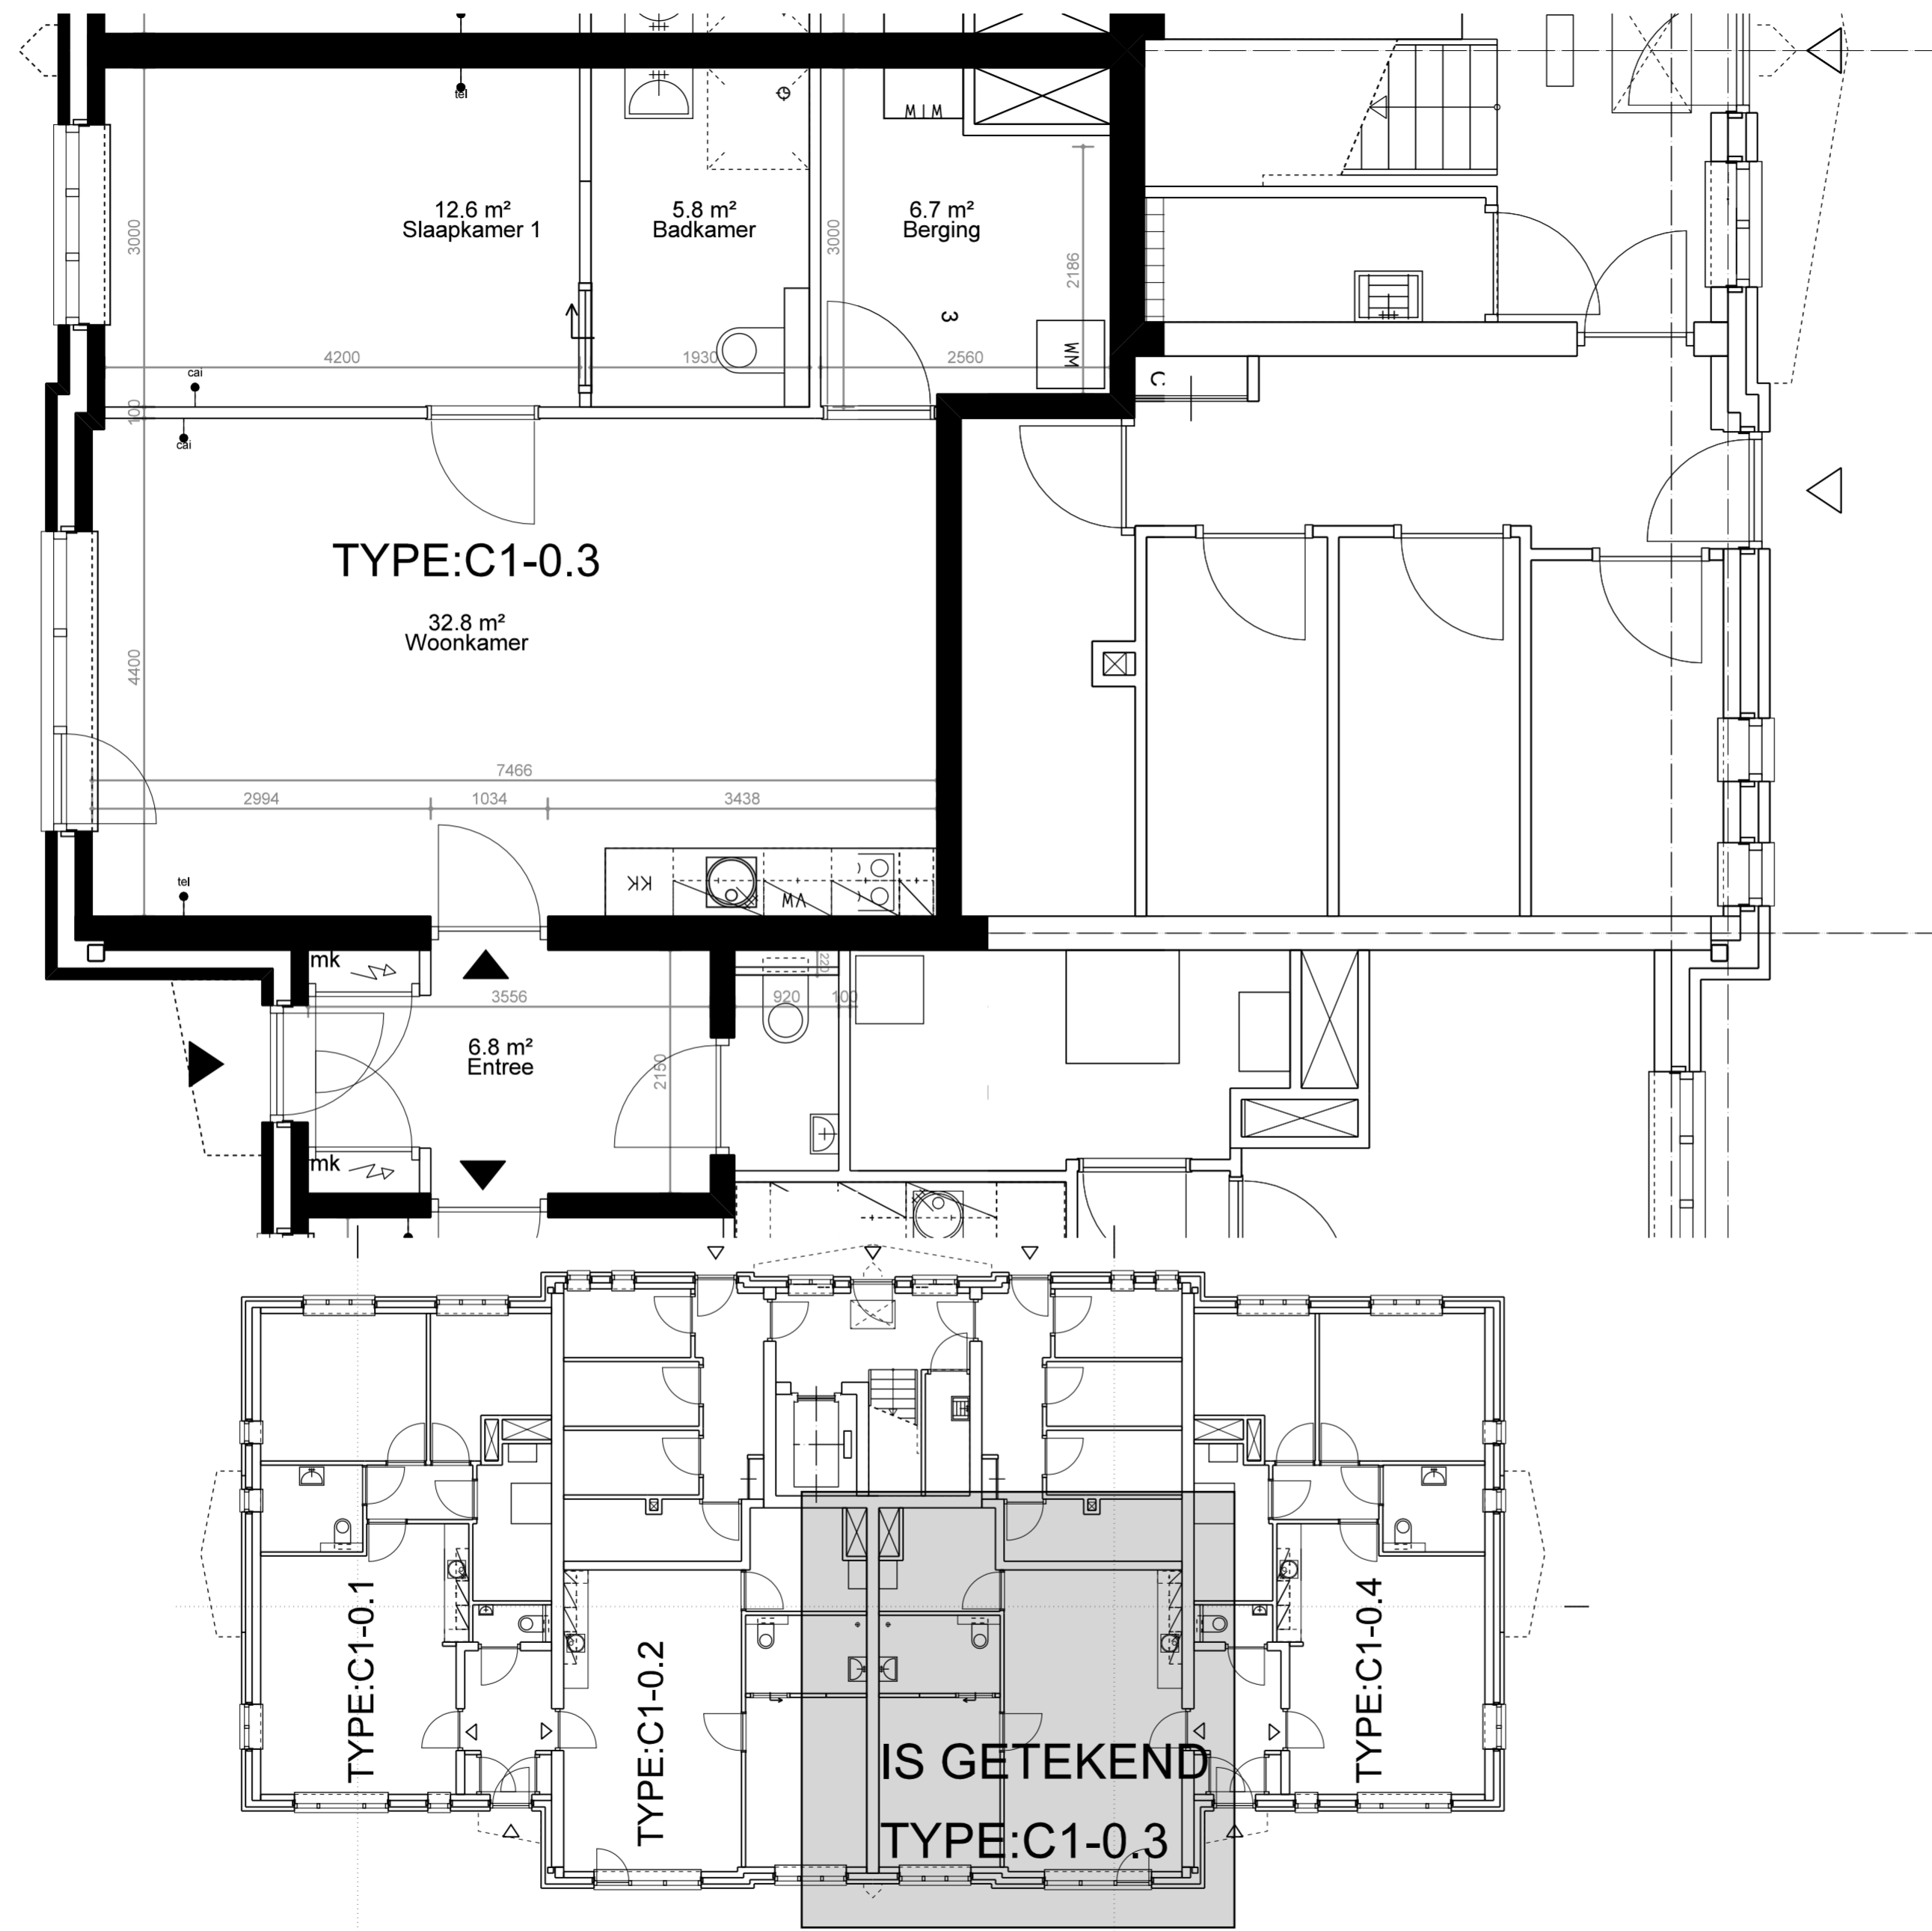 tel
M|M
12.6 m²
Slaapkamer 1
5.8 m²
Badkamer
6.7 m²
Berging
3000
3000
2186
3
4200
1930
2560
WM
C
cai
100
cai
TYPE:C1-0.3
32.8 m²
Woonkamer
4400
7466
2994
1034
3438
KK
VW
tel
mk
220
3556
920
100
6.8 m²
Entree
2150
mk
TYPE:C1-0.1
TYPE:C1-0.2
TYPE:C1-0.4
IS GETEKEND
TYPE:C1-0.3